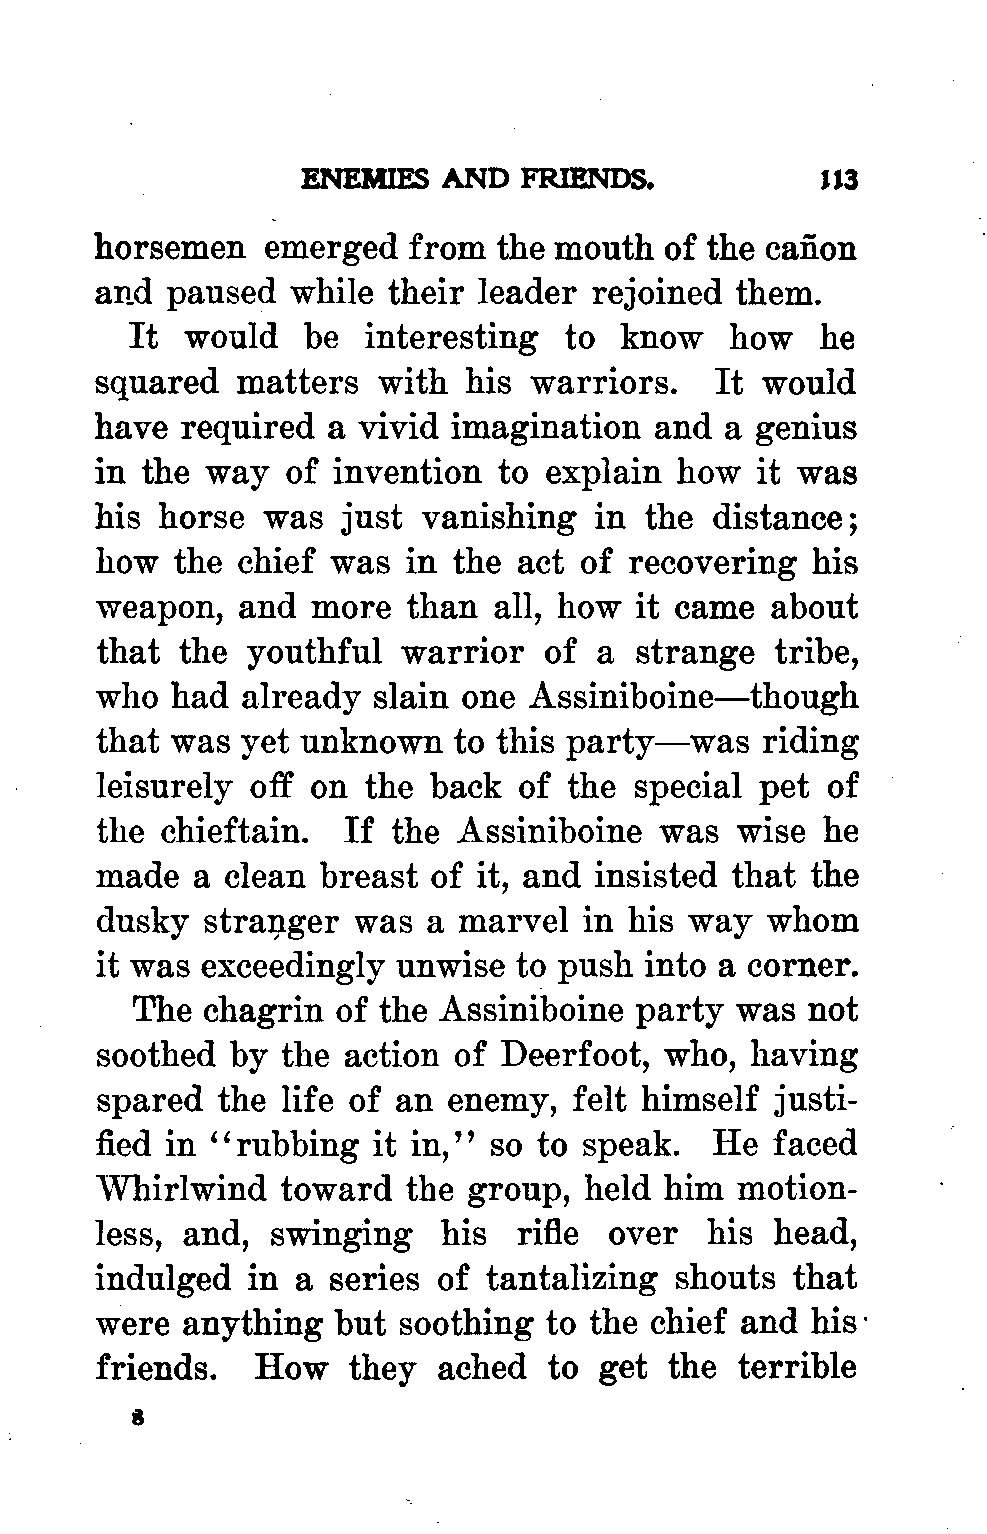 ENEMIES AND FRIENDS. 113
horsemen emerged from the mouth of the cañon
and paused while their leader rejoined them.
It would be interesting to know how he
squared matters with his warriors. It would
have required a vivid imagination and a genius
in the way of invention to explain how it was
his horse was just vanishing in the distance;
how the chief was in the act of recovering his
weapon, and more than all, how it came about
that the youthful warrior of a strange tribe,
who had already slain one Assiniboine—though
that was yet unknown to this party—was riding
leisurely off on the back of the special pet of
the chieftain. If the Assiniboine was wise he
made a clean breast of it, and insisted that the
dusky stranger was a marvel in his way whom
it was exceedingly unwise to push into a corner.
The chagrin of the Assiniboine party was not
soothed by the action of Deerfoot, who, having
spared the life of an enemy, felt himself justi-
fied in “rubbing it in,” so to speak. He faced
Whirlwind toward the group, held him motion-
less, and, swinging his rifle over his head,
indulged in a series of tantalizing shouts that
were anything but soothing to the chief and his
friends. How they ached to get the terrible
8